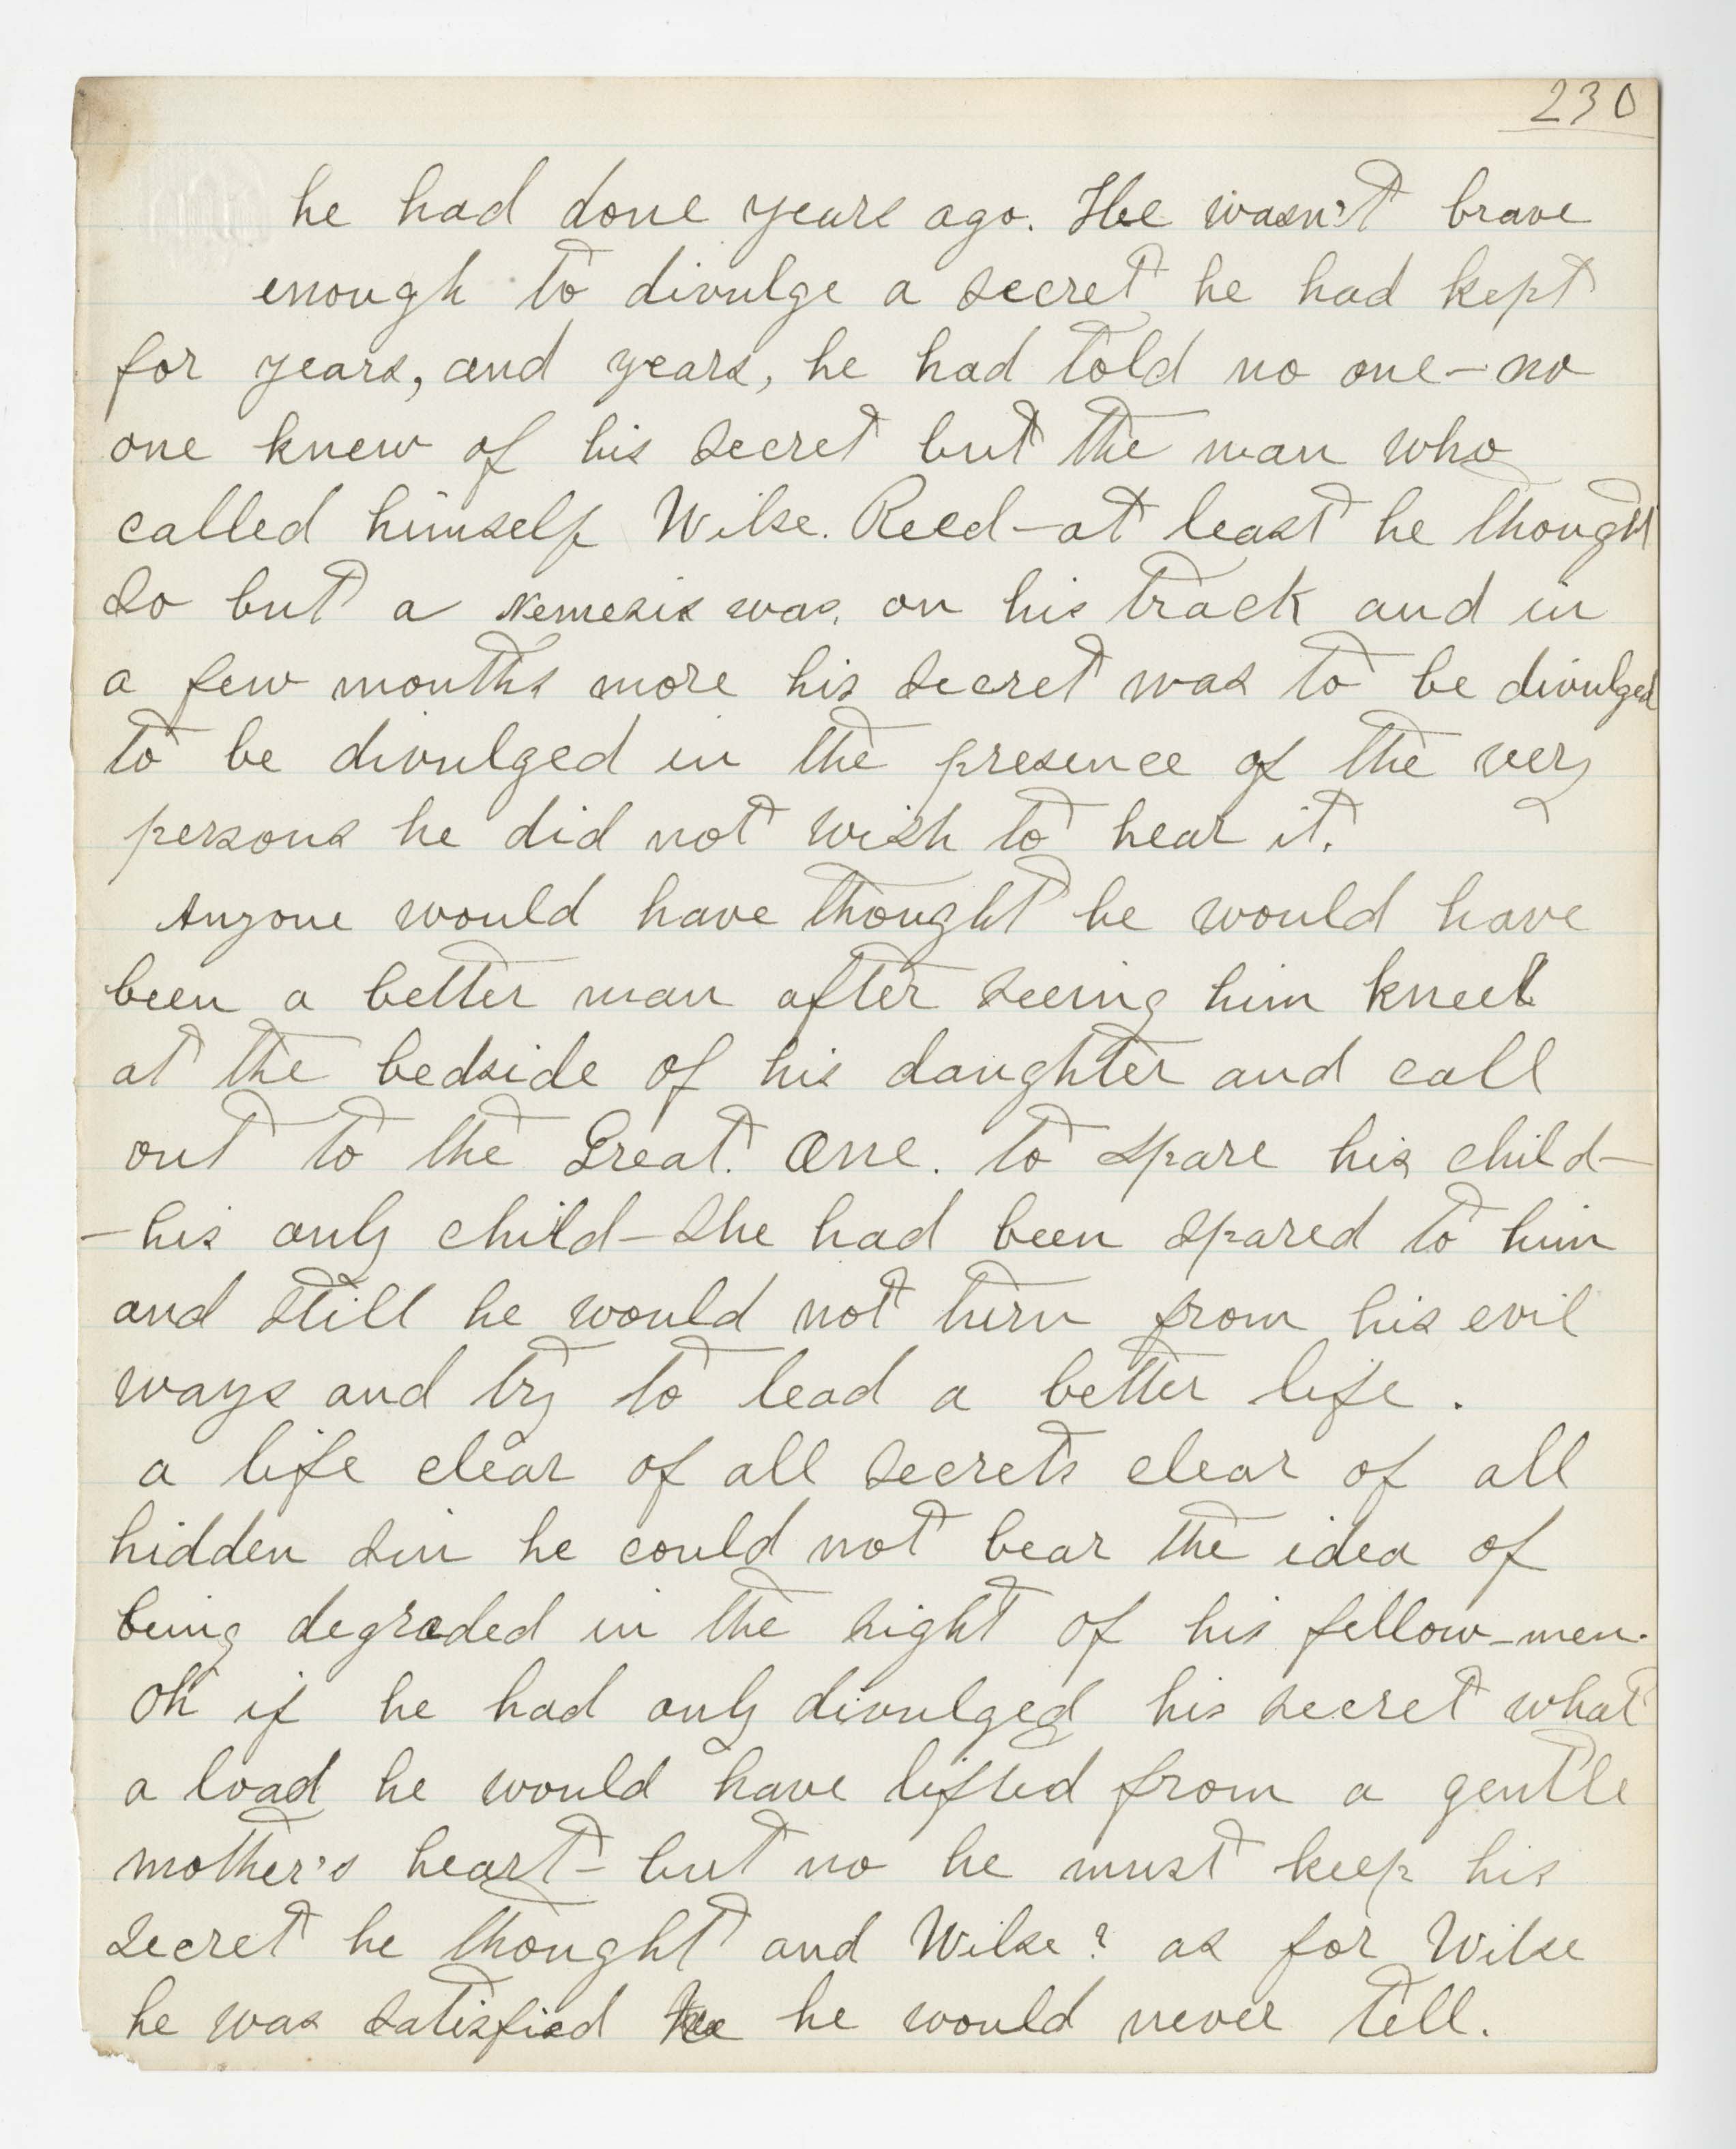 230
he had done years ago. He wasn't brave
enough to divulge a secret he had kept
for years, and years, he had told no one — no
one knew of his secret but the man who
called himself Wilse. Reed — at least he thought
so but a Nemesis was, on his track and in
a few months more his secret was to be divulged
to be divulged in the presence of the very
persons he did not wish to hear it.
Anyone would have thought he would have
been a better man after seeing him kneel
at the bedside of his daughter and call
out to the Great. One. to spare his child —
— his only child — she had been spared to him
and still he would not turn from his evil
ways and try to lead a better life.
a life clear of all secrets clear of all
hidden sin he could not bear the idea of
being degraded in the sight of his fellow-men.
Oh if he had only divulged his secret what
a load he would have lifted from a gentle
mother's heart — but no he must keep his
secret he thought and Wilse? as for Wilse
he was satisfied he would never tell.